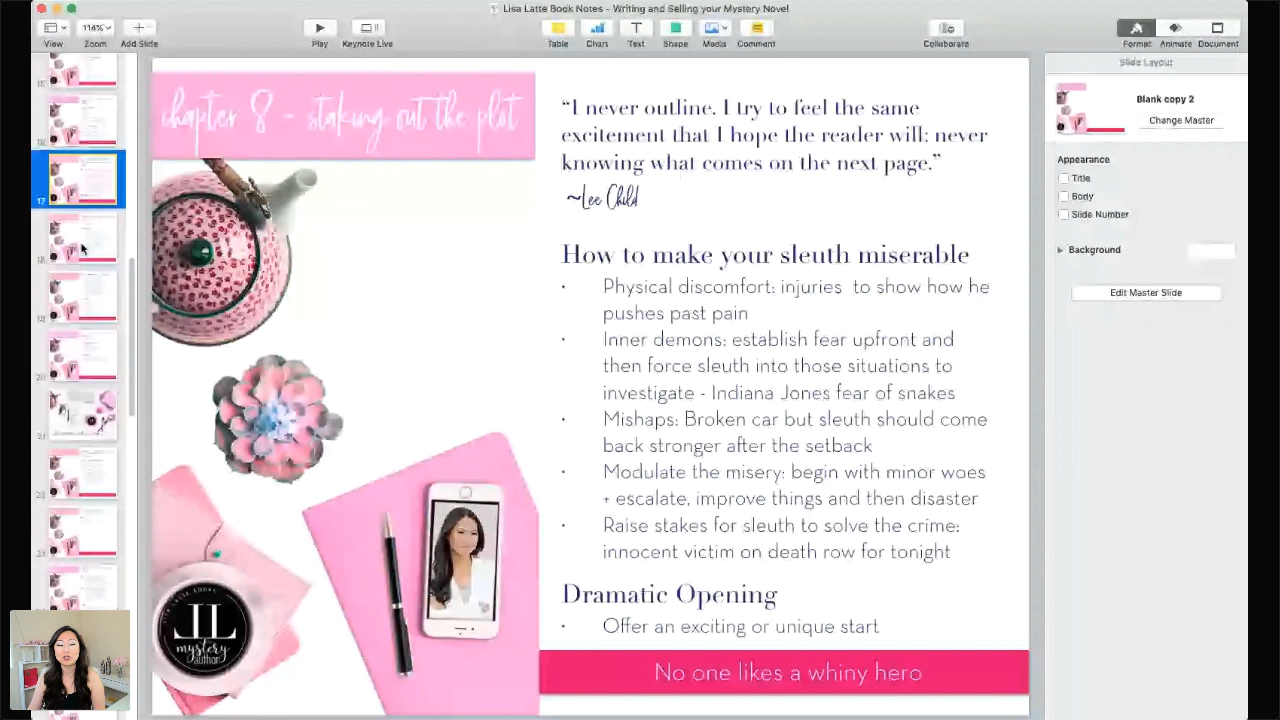 Lisa Latte Book Notes - Writing and Selling your Mystery Novel
114%
View Zoom Add Slide Play Keynote Live Table Chart Text Shape Media Comment Collaborate Format Animate Document
Slide Layout
Blank copy 2
Change Master
Appearance
Title
Body
Slide Number
Background
Edit Master Slide
17
18
19
20
chapter 8 - staking out the
“I never outline. I try to feel the same
excitement that I hope the reader will: never
knowing what comes on the next page.”
~Lee Child
How to make your sleuth miserable
• Physical discomfort: injuries to show how he
pushes past pain
• Inner demons: establish fear upfront and
then force sleuth into those situations to
investigate - Indiana Jones fear of snakes
• Mishaps: Broken car, but sleuth should come
back stronger after the setback
• Modulate the misery: begin with minor woes
+ escalate, improve things and then disaster
• Raise stakes for sleuth to solve the crime:
innocent victim on death row for tonight
Dramatic Opening
• Offer an exciting or unique start
No one likes a whiny hero
LL
mystery
author